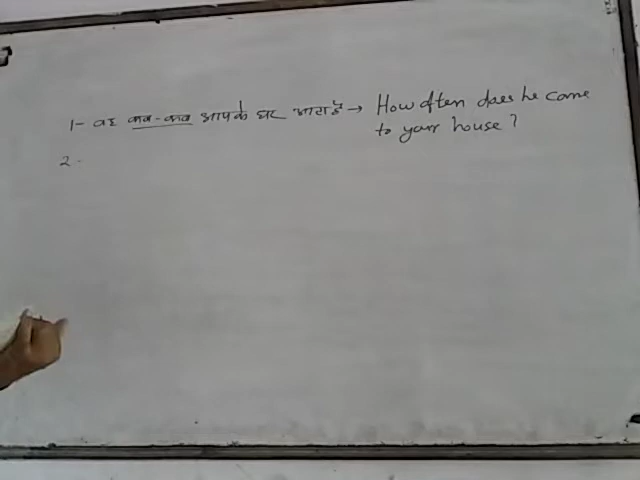 1- वह कब-कब आपके घर आता है → How often does he come
to your house?
2-